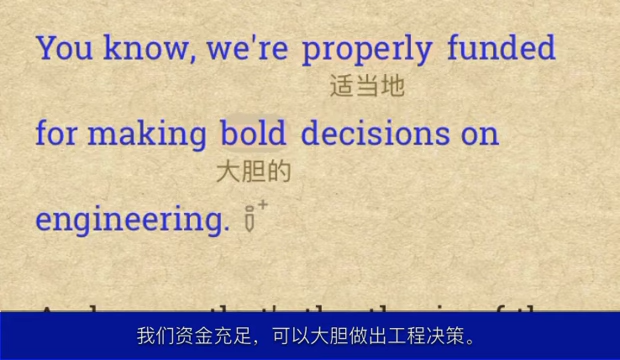 You know, we're properly funded
适当地
for making bold decisions on
大胆的
engineering.
我们资金充足，可以大胆做出工程决策。